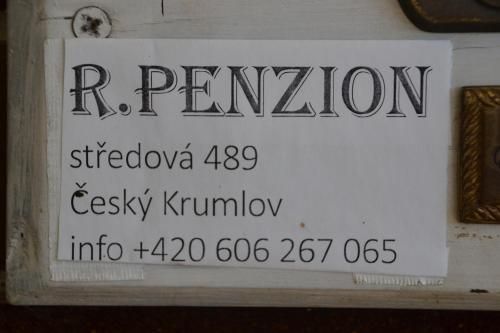 R.PENZION
středová 489
Český Krumlov
info +420 606 267 065